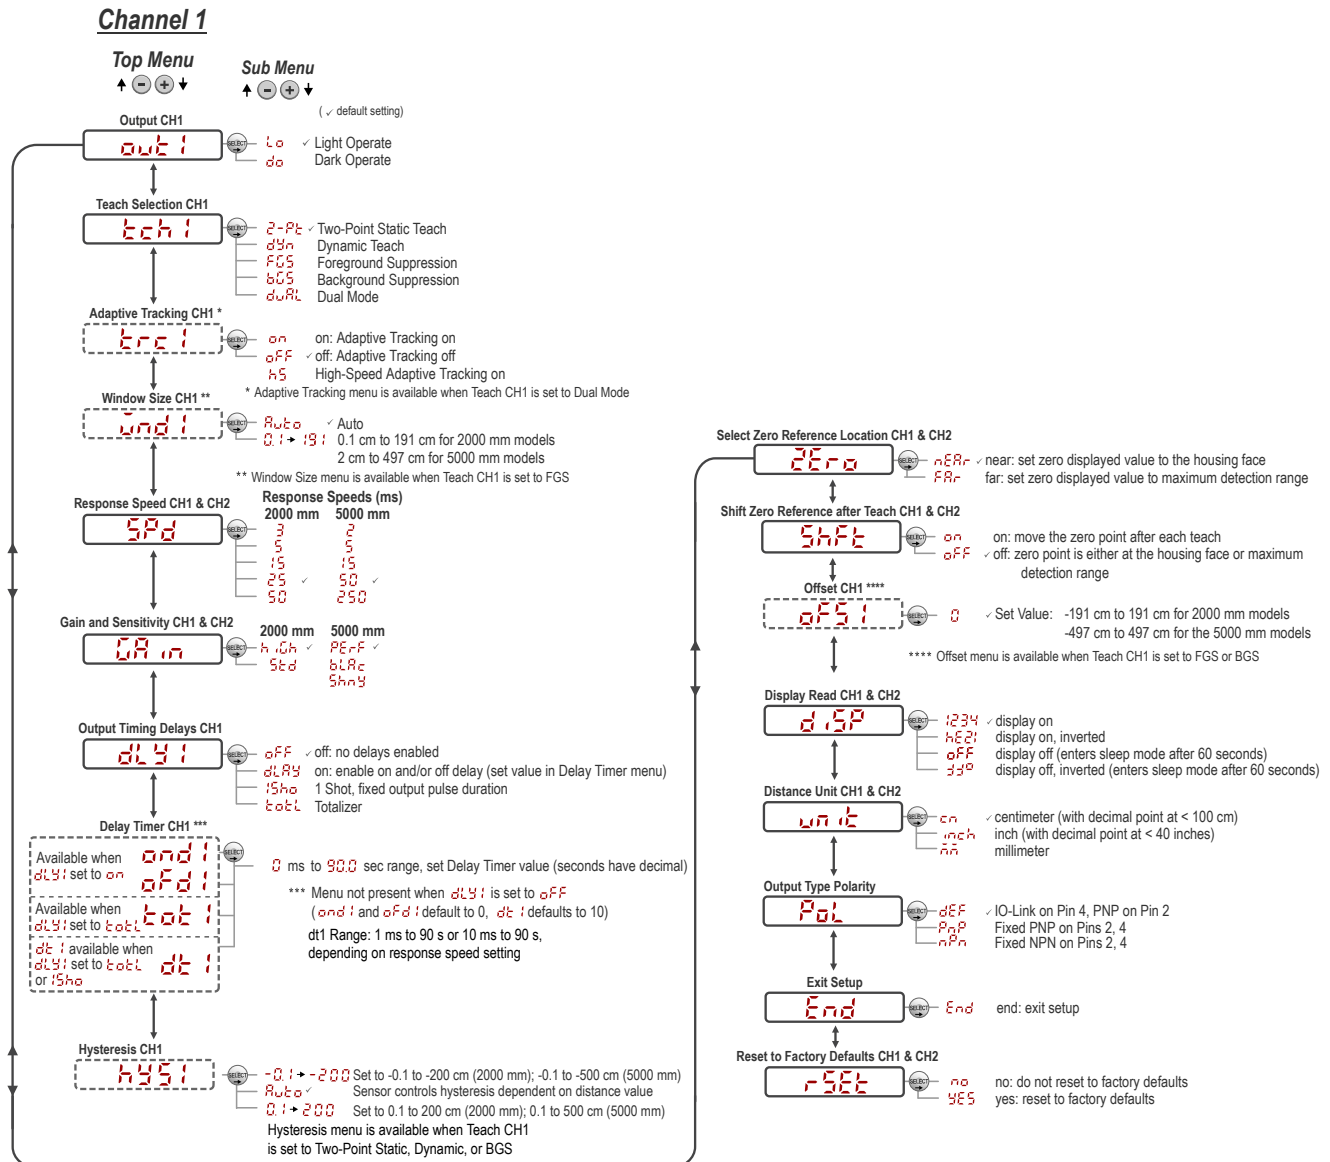 Channel 1
Top Menu
Sub Menu
( ✓ default setting)
Output CH1
out1
SELECT
Lo ✓ Light Operate
do Dark Operate
Teach Selection CH1
tch1
SELECT
2-Pt ✓ Two-Point Static Teach
dYn Dynamic Teach
FGS Foreground Suppression
bGS Background Suppression
duAL Dual Mode
Adaptive Tracking CH1 *
trc1
SELECT
on on: Adaptive Tracking on
oFF ✓ off: Adaptive Tracking off
hS High-Speed Adaptive Tracking on
* Adaptive Tracking menu is available when Teach CH1 is set to Dual Mode
Window Size CH1 **
wnd1
SELECT
Auto ✓ Auto
0.1 → 191 0.1 cm to 191 cm for 2000 mm models
2 cm to 497 cm for 5000 mm models
** Window Size menu is available when Teach CH1 is set to FGS
Response Speed CH1 & CH2
SPd
SELECT
Response Speeds (ms)
2000 mm 5000 mm
3 2
5 5
15 15
25 ✓ 50 ✓
50 250
Gain and Sensitivity CH1 & CH2
GAin
SELECT
2000 mm 5000 mm
hiGh ✓ PErF ✓
Std bLAc
ShnY
Output Timing Delays CH1
dLY1
SELECT
oFF ✓ off: no delays enabled
dLAY on: enable on and/or off delay (set value in Delay Timer menu)
1Sho 1 Shot, fixed output pulse duration
totL Totalizer
Delay Timer CH1 ***
Available when
dLY1 set to on
ond1
oFd1
SELECT
Available when
dLY1 set to totL
tot1
dt1 available when
dLY1 set to totL
or 1Sho
dt1
0 ms to 90.0 sec range, set Delay Timer value (seconds have decimal)
*** Menu not present when dLY1 is set to oFF
(ond1 and oFd1 default to 0, dt1 defaults to 10)
dt1 Range: 1 ms to 90 s or 10 ms to 90 s,
depending on response speed setting
Hysteresis CH1
hYS1
SELECT
-0.1 → -200 Set to -0.1 to -200 cm (2000 mm); -0.1 to -500 cm (5000 mm)
Auto ✓ Sensor controls hysteresis dependent on distance value
0.1 → 200 Set to 0.1 to 200 cm (2000 mm); 0.1 to 500 cm (5000 mm)
Hysteresis menu is available when Teach CH1
is set to Two-Point Static, Dynamic, or BGS
Select Zero Reference Location CH1 & CH2
ZEro
SELECT
nEAr ✓ near: set zero displayed value to the housing face
FAr far: set zero displayed value to maximum detection range
Shift Zero Reference after Teach CH1 & CH2
ShFt
SELECT
on on: move the zero point after each teach
oFF ✓ off: zero point is either at the housing face or maximum
detection range
Offset CH1 ****
oFS1
SELECT
0 ✓ Set Value: -191 cm to 191 cm for 2000 mm models
-497 cm to 497 cm for the 5000 mm models
**** Offset menu is available when Teach CH1 is set to FGS or BGS
Display Read CH1 & CH2
diSP
SELECT
1234 ✓ display on
hEZ1 display on, inverted
oFF display off (enters sleep mode after 60 seconds)
display off, inverted (enters sleep mode after 60 seconds)
Distance Unit CH1 & CH2
unit
SELECT
cm ✓ centimeter (with decimal point at < 100 cm)
inch inch (with decimal point at < 40 inches)
mm millimeter
Output Type Polarity
PoL
SELECT
dEF ✓ IO-Link on Pin 4, PNP on Pin 2
PnP Fixed PNP on Pins 2, 4
nPn Fixed NPN on Pins 2, 4
Exit Setup
End
SELECT
End end: exit setup
Reset to Factory Defaults CH1 & CH2
rSEt
SELECT
no no: do not reset to factory defaults
YES yes: reset to factory defaults